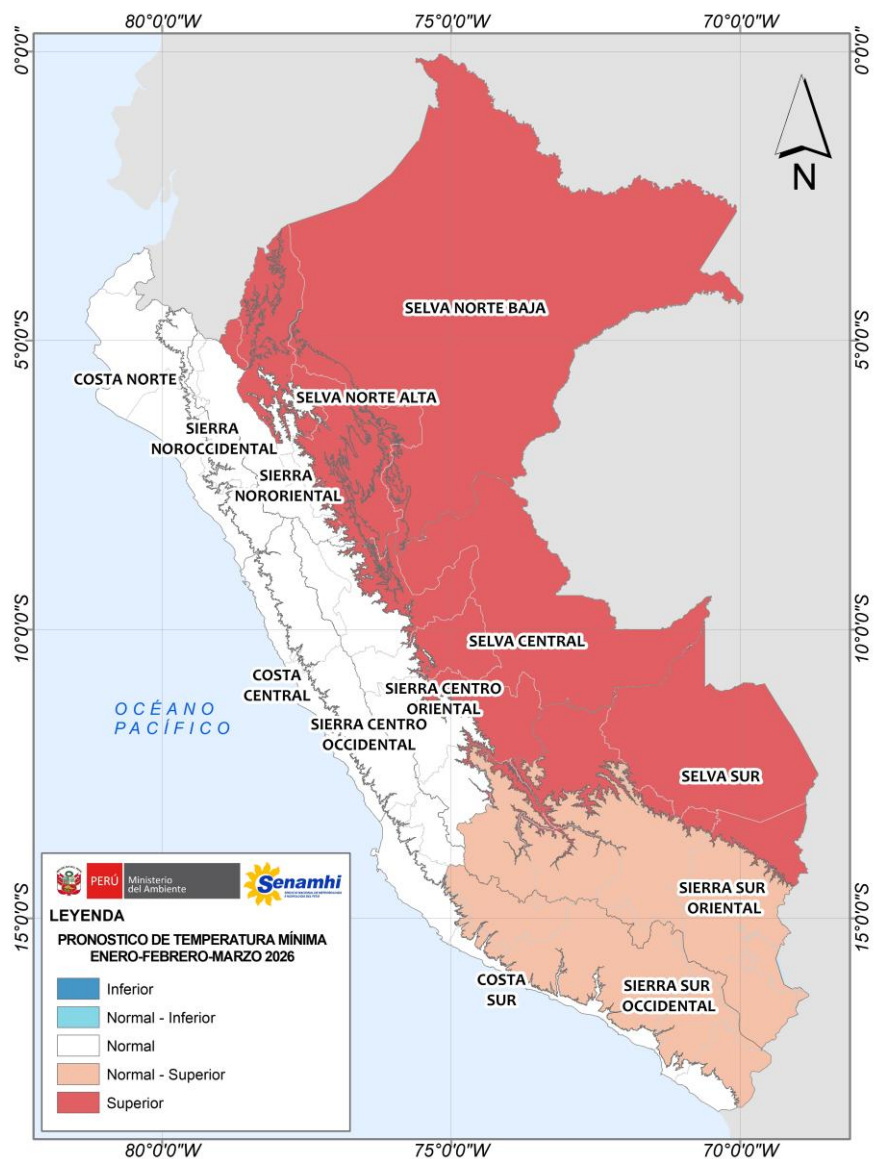 80°0'0"W
75°0'0"W
70°0'0"W
0°0'0"
0°0'0"
N
SELVA NORTE BAJA
5°0'0"S
5°0'0"S
COSTA NORTE
SELVA NORTE ALTA
SIERRA
NOROCCIDENTAL
SIERRA
NORORIENTAL
10°0'0"S
10°0'0"S
SELVA CENTRAL
COSTA
CENTRAL
SIERRA CENTRO
ORIENTAL
OCÉANO
PACÍFICO
SIERRA CENTRO
OCCIDENTAL
SELVA SUR
PERÚ
Ministerio
del Ambiente
Senamhi
SIERRA SUR
ORIENTAL
15°0'0"S
15°0'0"S
LEYENDA
PRONOSTICO DE TEMPERATURA MÍNIMA
ENERO-FEBRERO-MARZO 2026
Inferior
Normal - Inferior
Normal
Normal - Superior
Superior
COSTA
SUR
SIERRA SUR
OCCIDENTAL
80°0'0"W
75°0'0"W
70°0'0"W